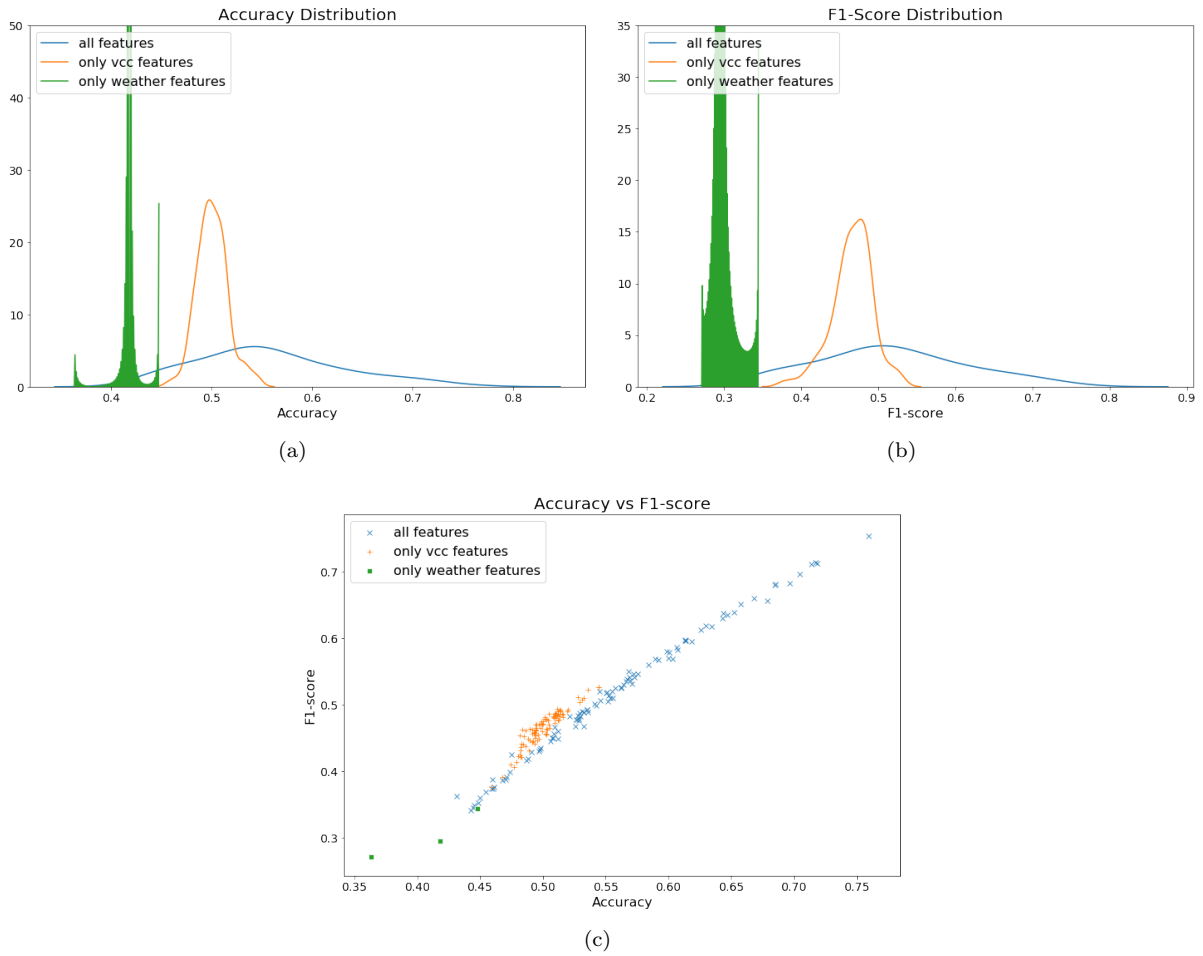 Accuracy Distribution
50
40
30
20
10
0
all features
only vcc features
only weather features
0.4 0.5 0.6 0.7 0.8
Accuracy
(a)
F1-Score Distribution
35
30
25
20
15
10
5
0
all features
only vcc features
only weather features
0.2 0.3 0.4 0.5 0.6 0.7 0.8 0.9
F1-score
(b)
Accuracy vs F1-score
all features
only vcc features
only weather features
F1-score
0.7
0.6
0.5
0.4
0.3
0.35 0.40 0.45 0.50 0.55 0.60 0.65 0.70 0.75
Accuracy
(c)